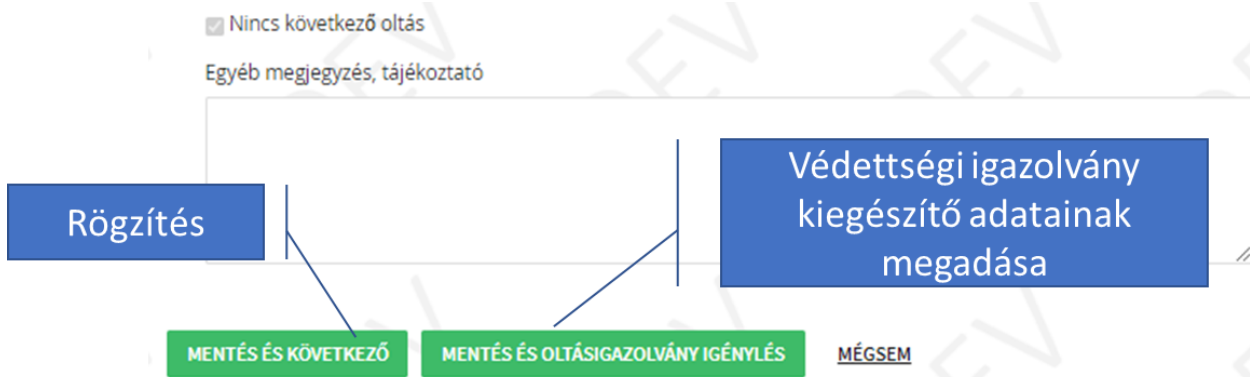 Nincs következő oltás
Egyéb megjegyzés, tájékoztató
Védettségi igazolvány
kiegészítő adatainak
megadása
Rögzítés
MENTÉS ÉS KÖVETKEZŐ
MENTÉS ÉS OLTÁSIGAZOLVÁNY IGÉNYLÉS
MÉGSEM